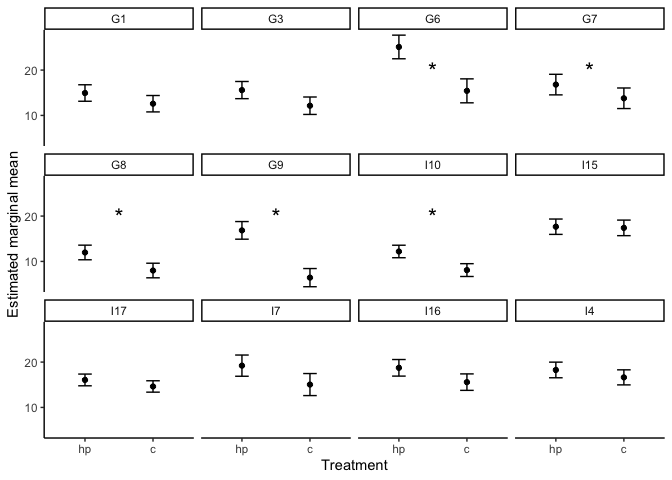 G1 G3 G6 G7
20 * *
10
G8 G9 I10 I15
20 * * *
10
Estimated marginal mean
I17 I7 I16 I4
20
10
hp c hp c hp c hp c
Treatment